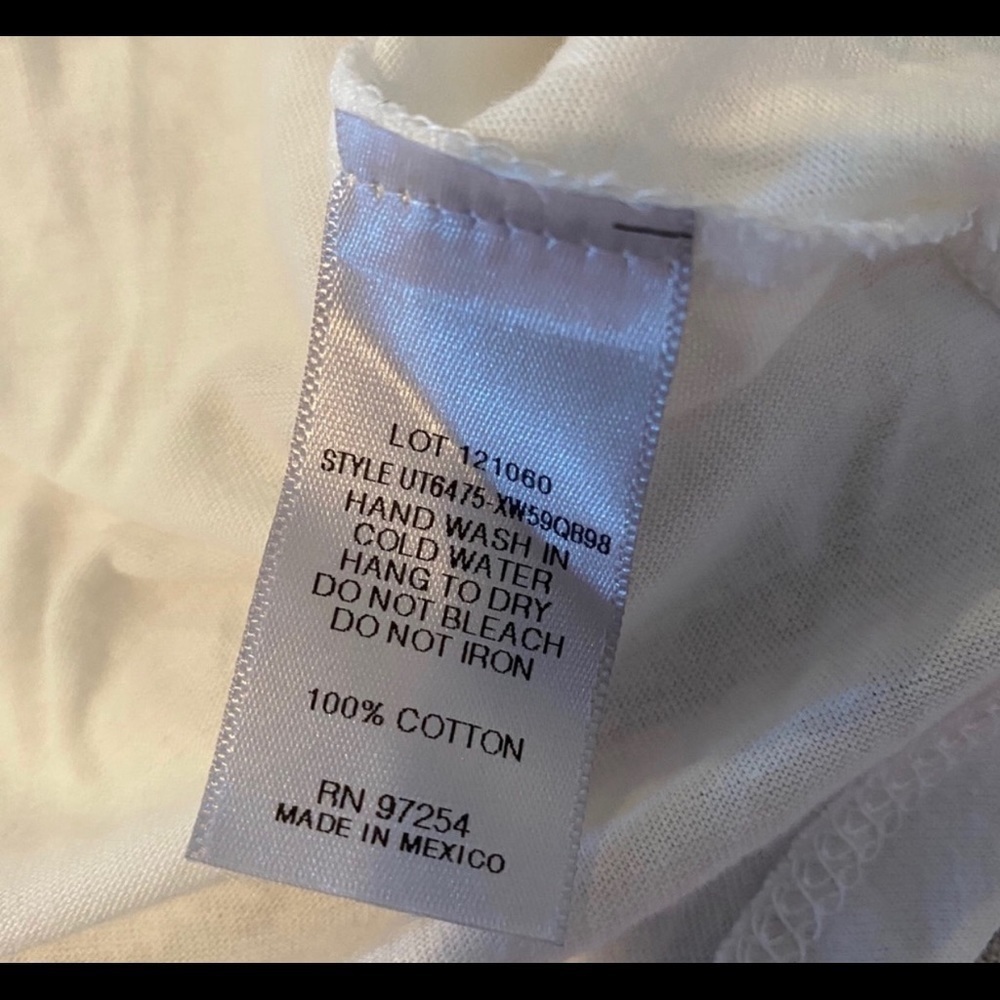 LOT 121060
STYLE UT6475-XW59QB98
HAND WASH IN
COLD WATER
HANG TO DRY
DO NOT BLEACH
DO NOT IRON
100% COTTON
RN 97254
MADE IN MEXICO